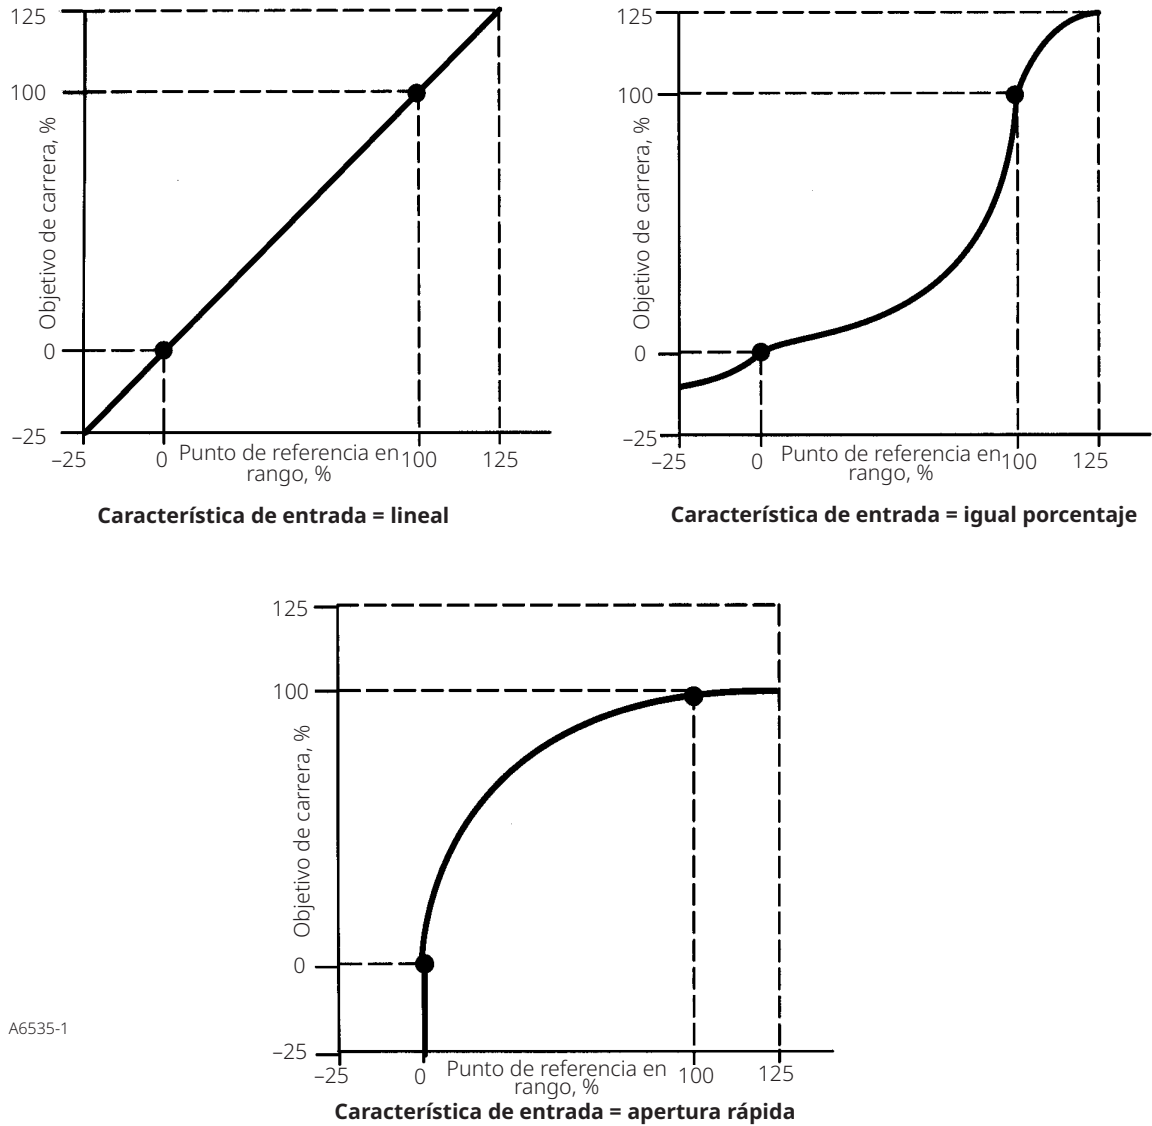 125
100
Objetivo de carrera, %
0
–25
–25
0
Punto de referencia en
rango, %
100
125
Característica de entrada = lineal
125
100
Objetivo de carrera, %
0
–25
–25
0
Punto de referencia en
rango, %
100
125
Característica de entrada = igual porcentaje
125
100
Objetivo de carrera, %
0
–25
–25
0
Punto de referencia en
rango, %
100
125
A6535-1
Característica de entrada = apertura rápida